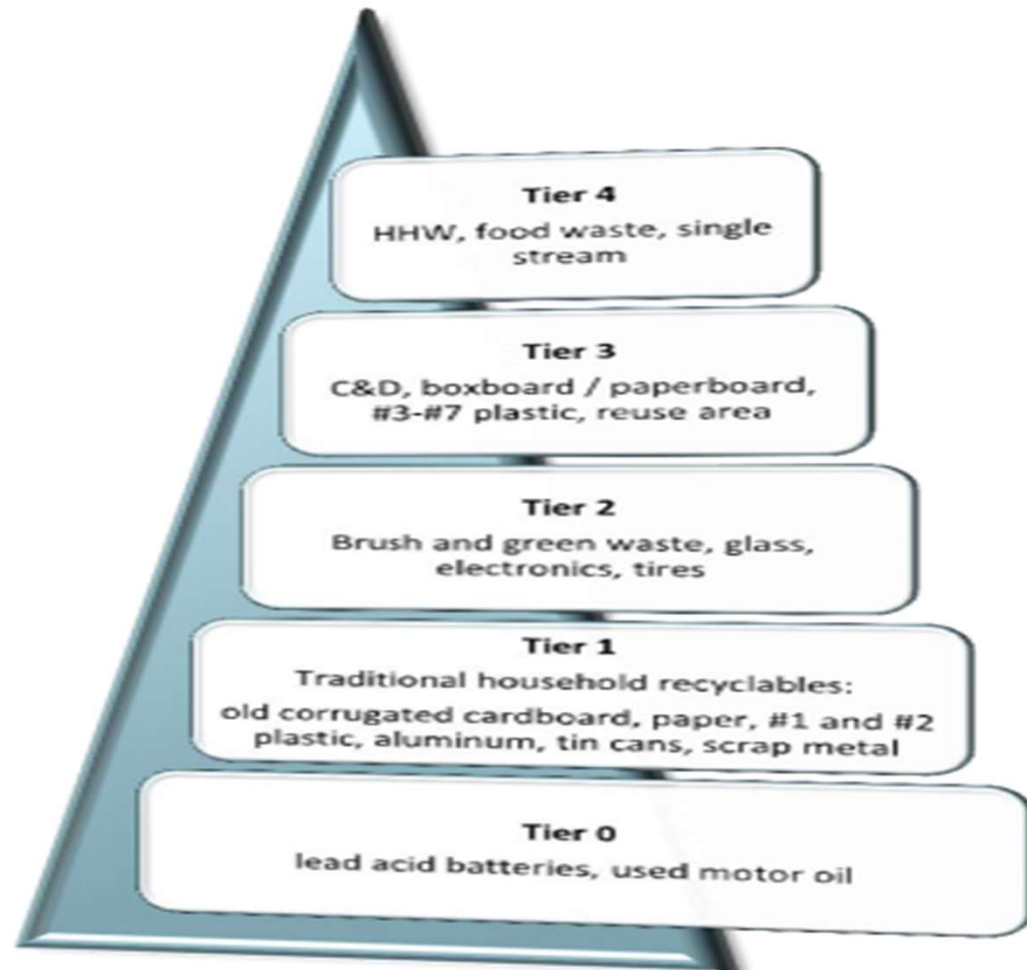 Tier 4
HHW, food waste, single
stream
Tier 3
C&D, boxboard / paperboard,
#3-#7 plastic, reuse area
Tier 2
Brush and green waste, glass,
electronics, tires
Tier 1
Traditional household recyclables:
old corrugated cardboard, paper, #1 and #2
plastic, aluminum, tin cans, scrap metal
Tier 0
lead acid batteries, used motor oil